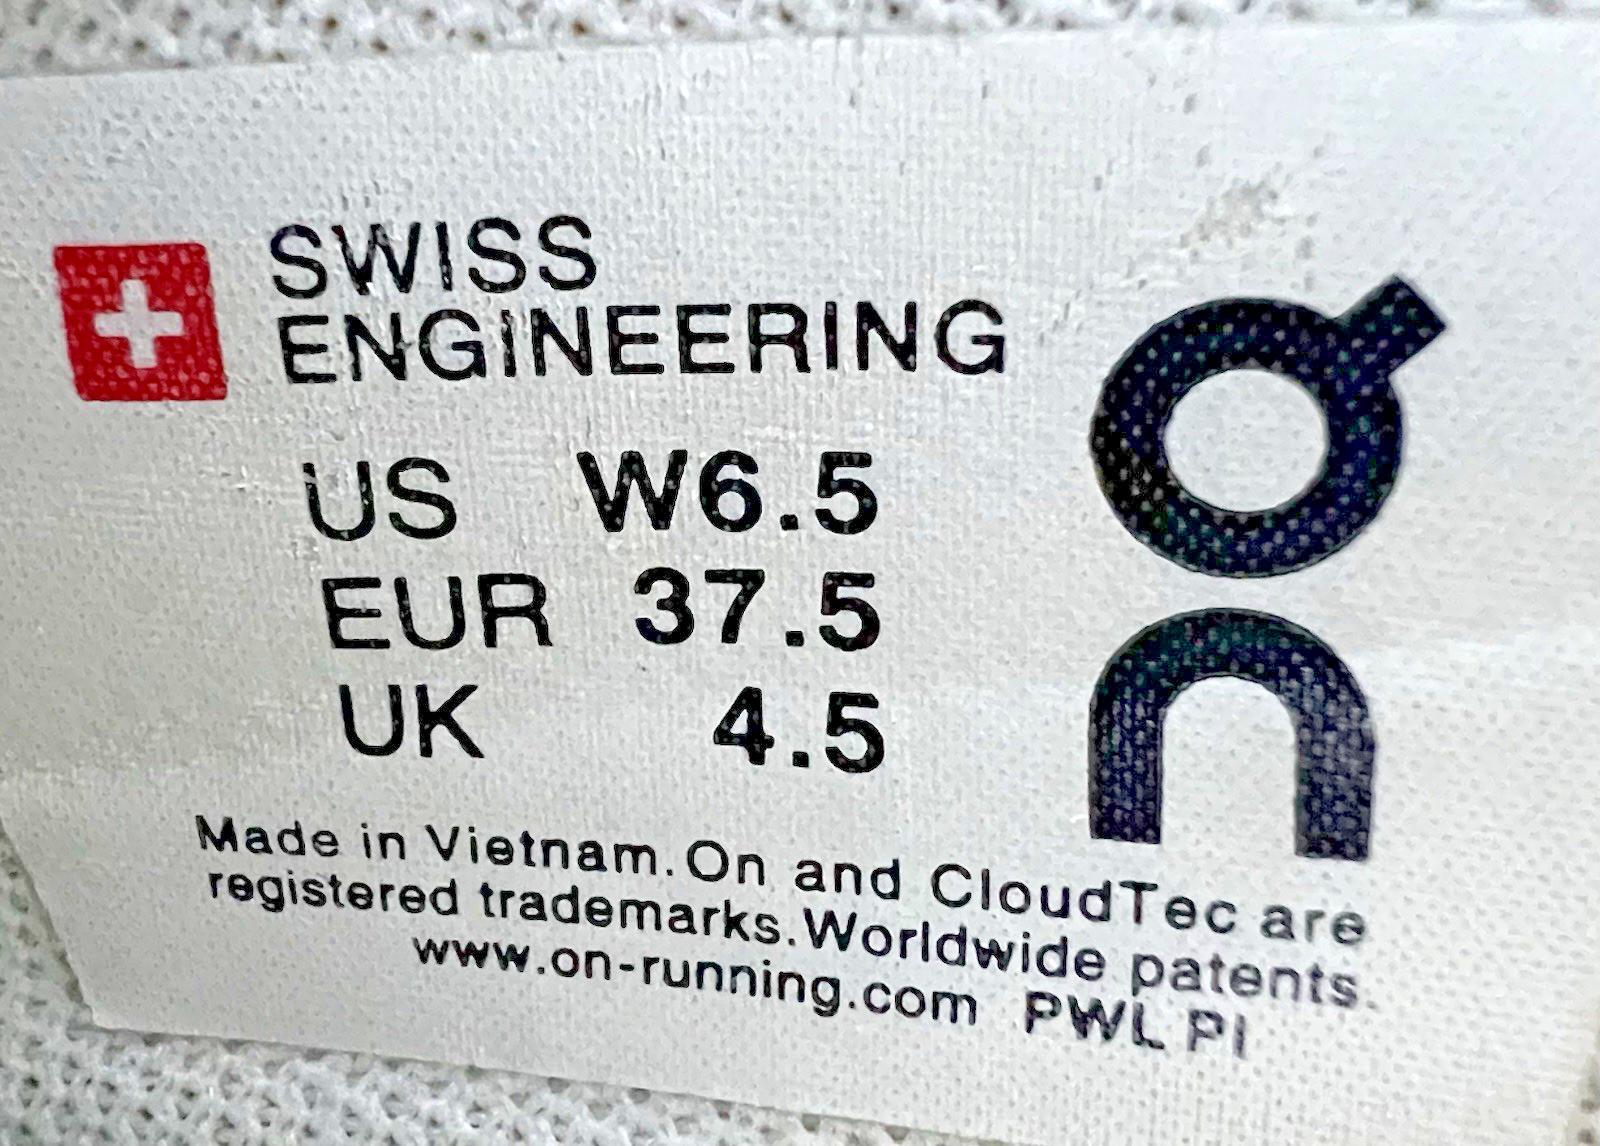 SWISS
ENGINEERING
US W6.5
EUR 37.5
UK 4.5
Made in Vietnam. On and CloudTec are
registered trademarks. Worldwide patents.
www.on-running.com PWL PI
On